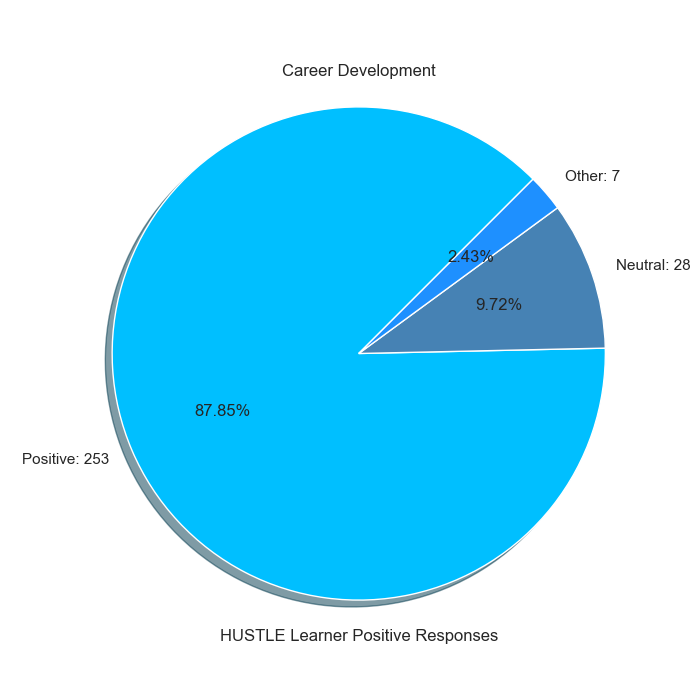 Career Development
Other: 7
2.43%
Neutral: 28
9.72%
87.85%
Positive: 253
HUSTLE Learner Positive Responses